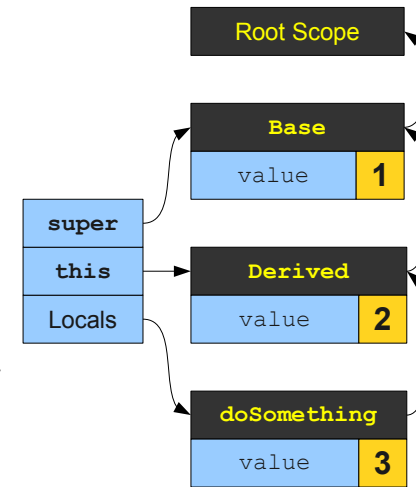 Root Scope
Base
value 1
super
this
Locals
Derived
value 2
doSomething
value 3